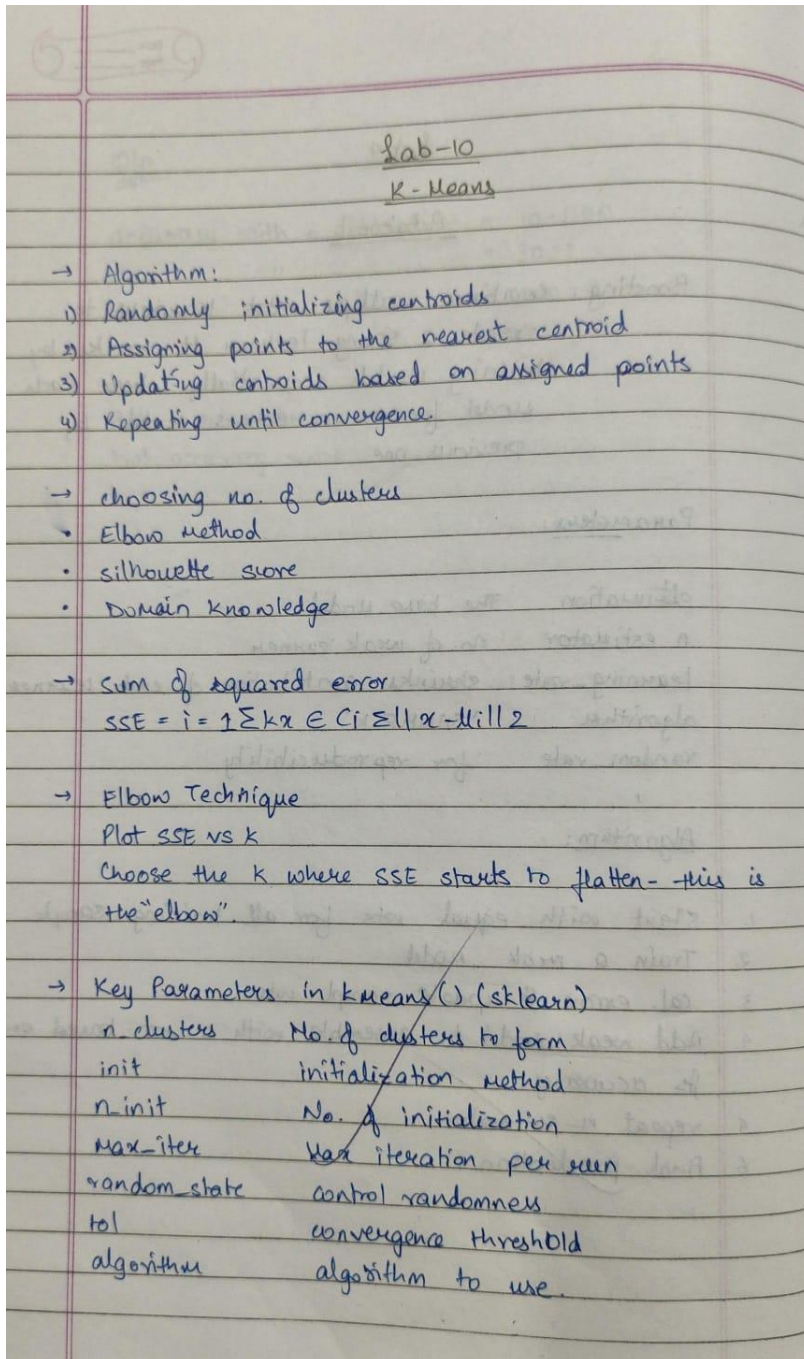 Lab-10
K-Means
→ Algorithm:
1) Randomly initializing centroids
2) Assigning points to the nearest centroid
3) Updating centroids based on assigned points
4) Repeating until convergence.
→ choosing no. of clusters
• Elbow Method
• silhouette score
• Domain knowledge
→ sum of squared error
SSE = i = 1 Σ k x ∈ Ci Σ || x - Mi || 2
→ Elbow Technique
Plot SSE vs K
Choose the K where SSE starts to flatten - this is
the "elbow".
→ Key Parameters in kMeans() (sklearn)
n_clusters No. of clusters to form
init initialization method
n_init No. of initialization
Max_iter Max iteration per run
random_state control randomness
tol convergence threshold
algorithm algorithm to use.